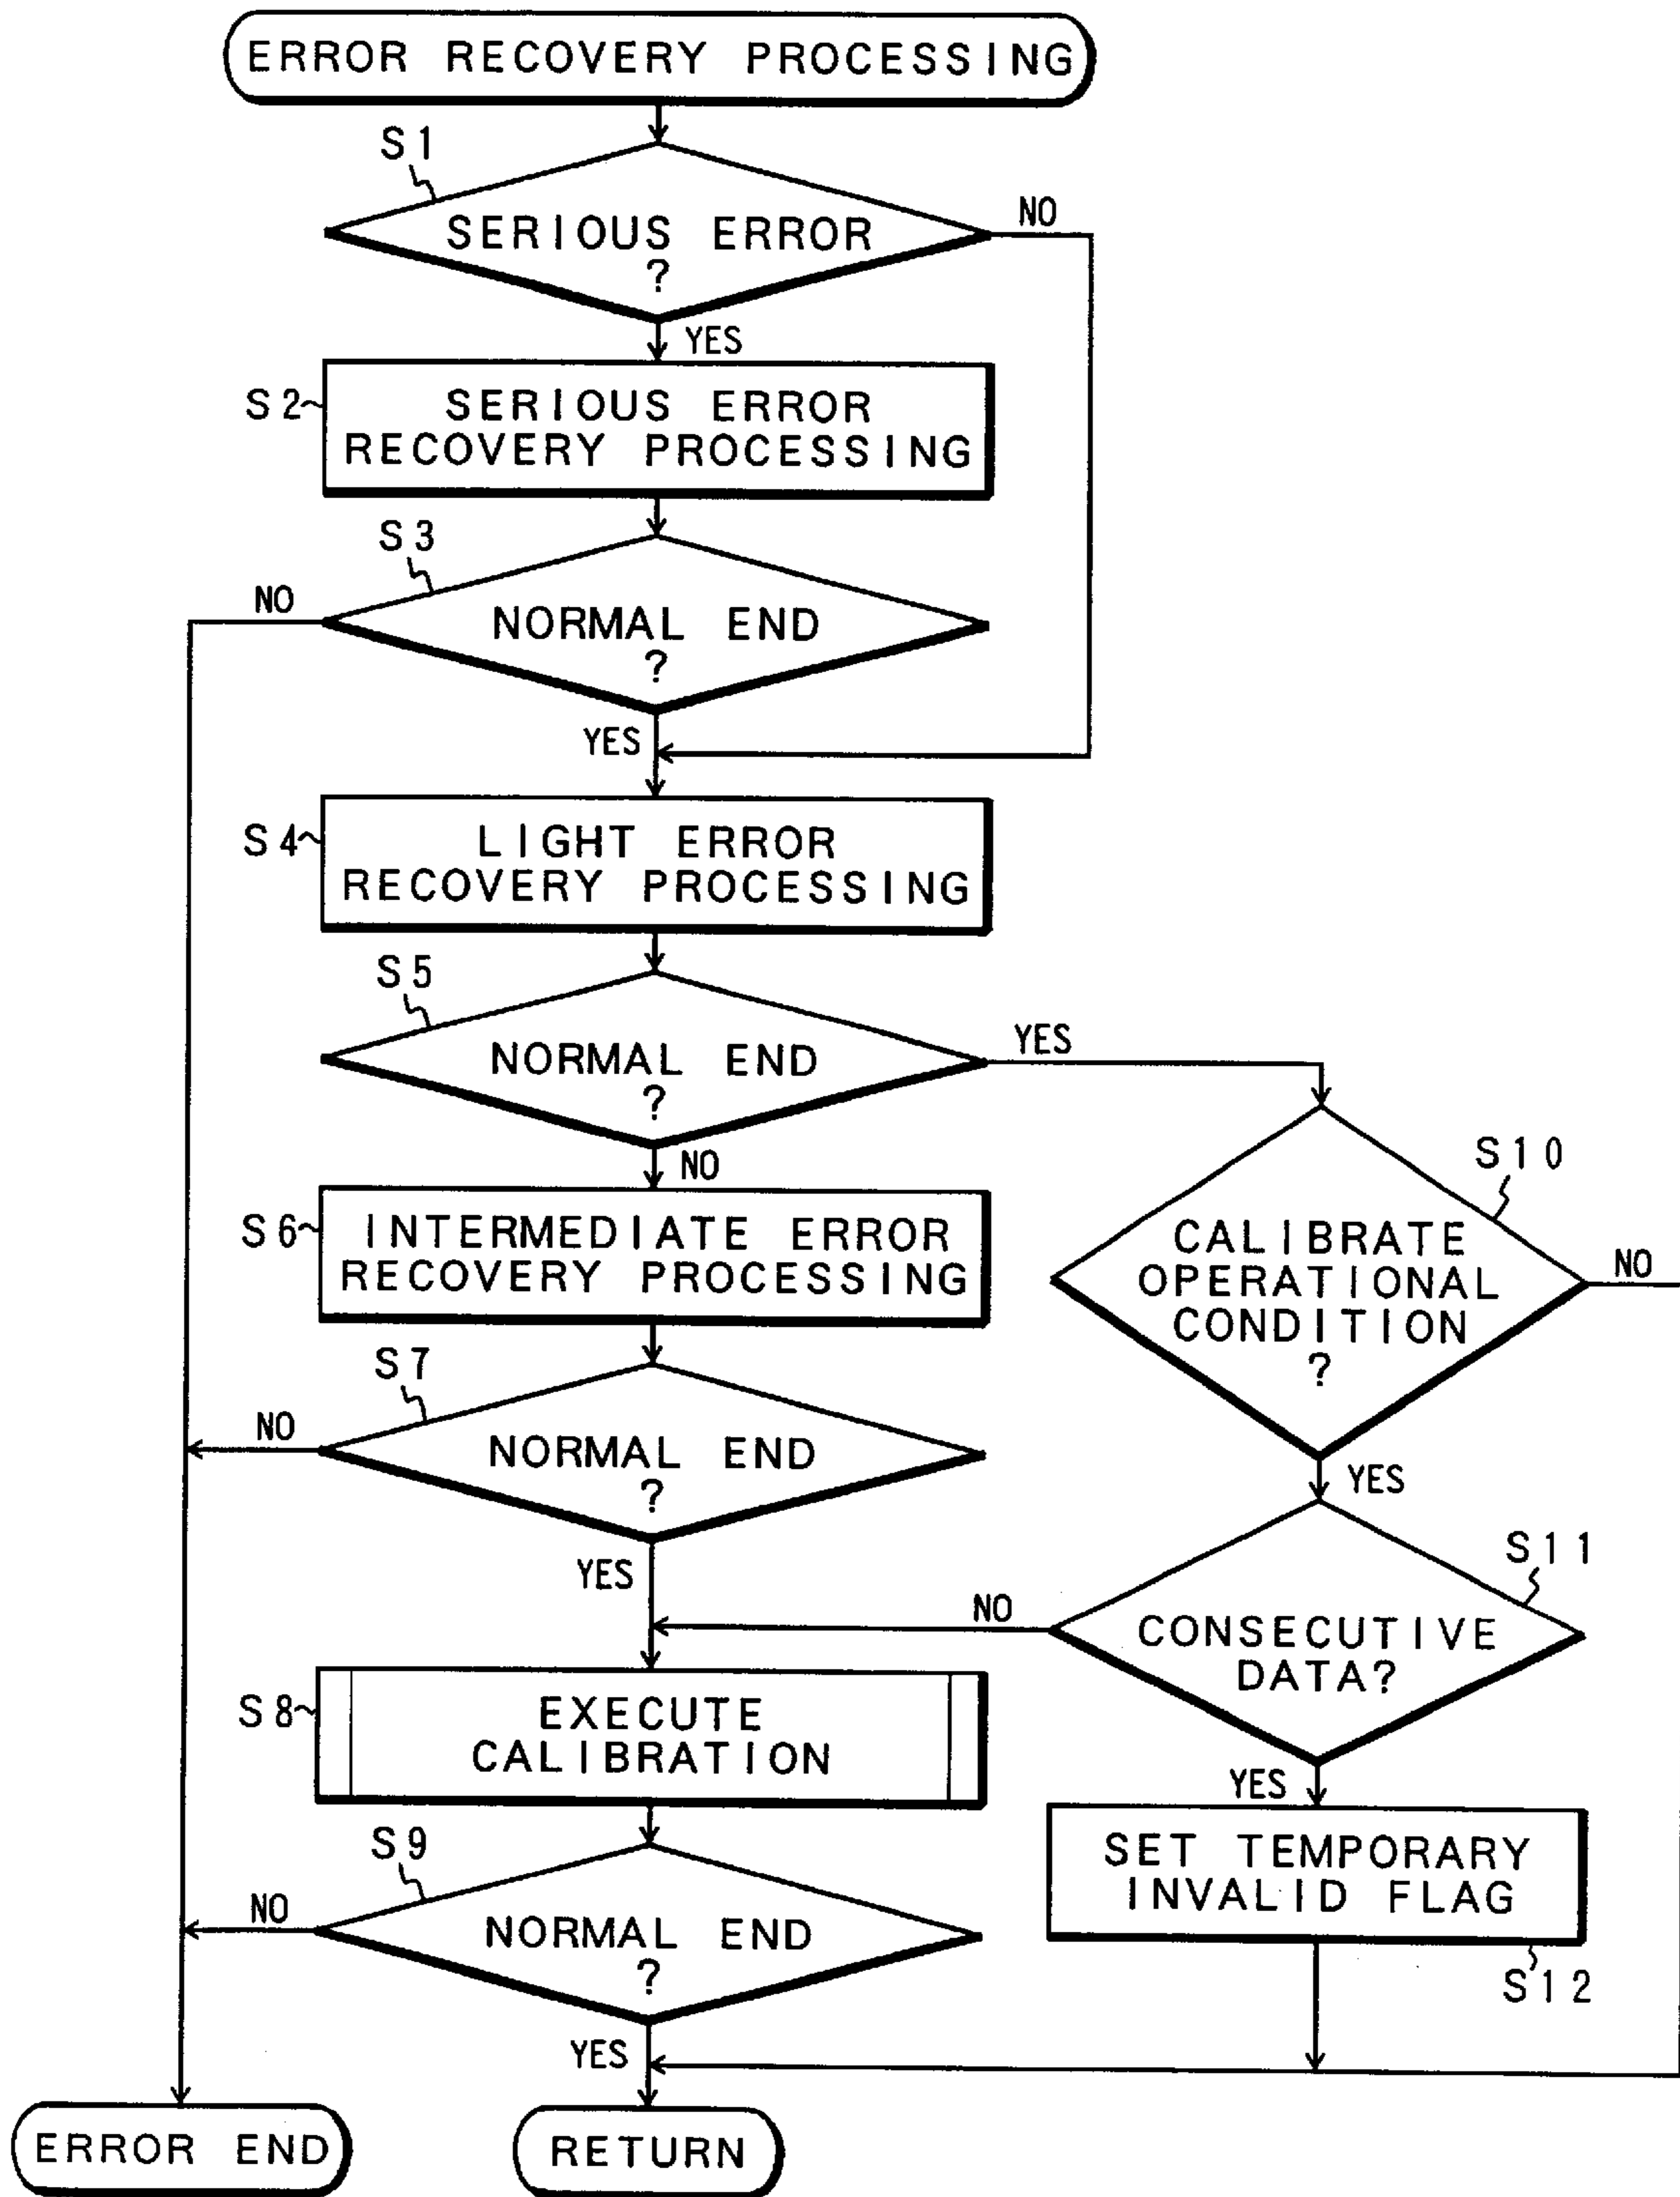 ERROR RECOVERY PROCESSING
S1
SERIOUS ERROR
?
NO
YES
S2
SERIOUS ERROR
RECOVERY PROCESSING
S3
NO
NORMAL END
?
YES
S4
LIGHT ERROR
RECOVERY PROCESSING
S5
NORMAL END
?
YES
NO
S6
INTERMEDIATE ERROR
RECOVERY PROCESSING
S10
CALIBRATE
OPERATIONAL
CONDITION
?
NO
YES
S7
NO
NORMAL END
?
YES
S11
NO
CONSECUTIVE
DATA?
YES
S8
EXECUTE
CALIBRATION
S12
SET TEMPORARY
INVALID FLAG
S9
NO
NORMAL END
?
YES
ERROR END
RETURN